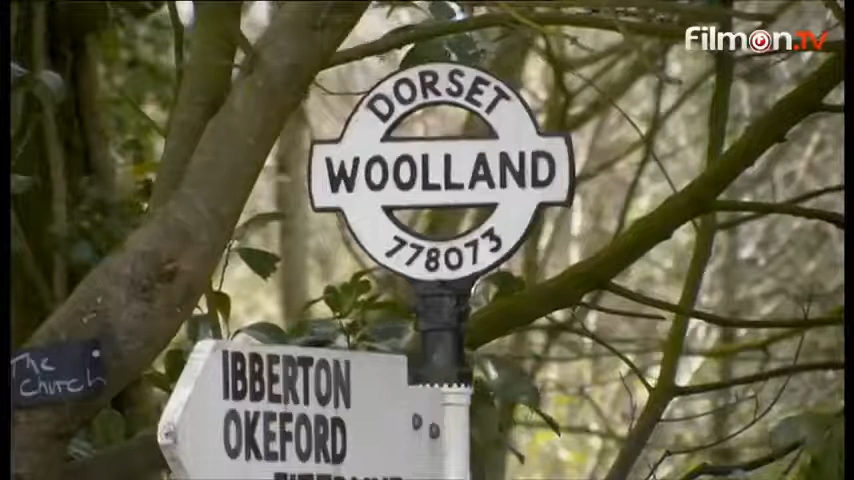 Filmon.TV
DORSET
WOOLLAND
778073
The
Church
IBBERTON
OKEFORD